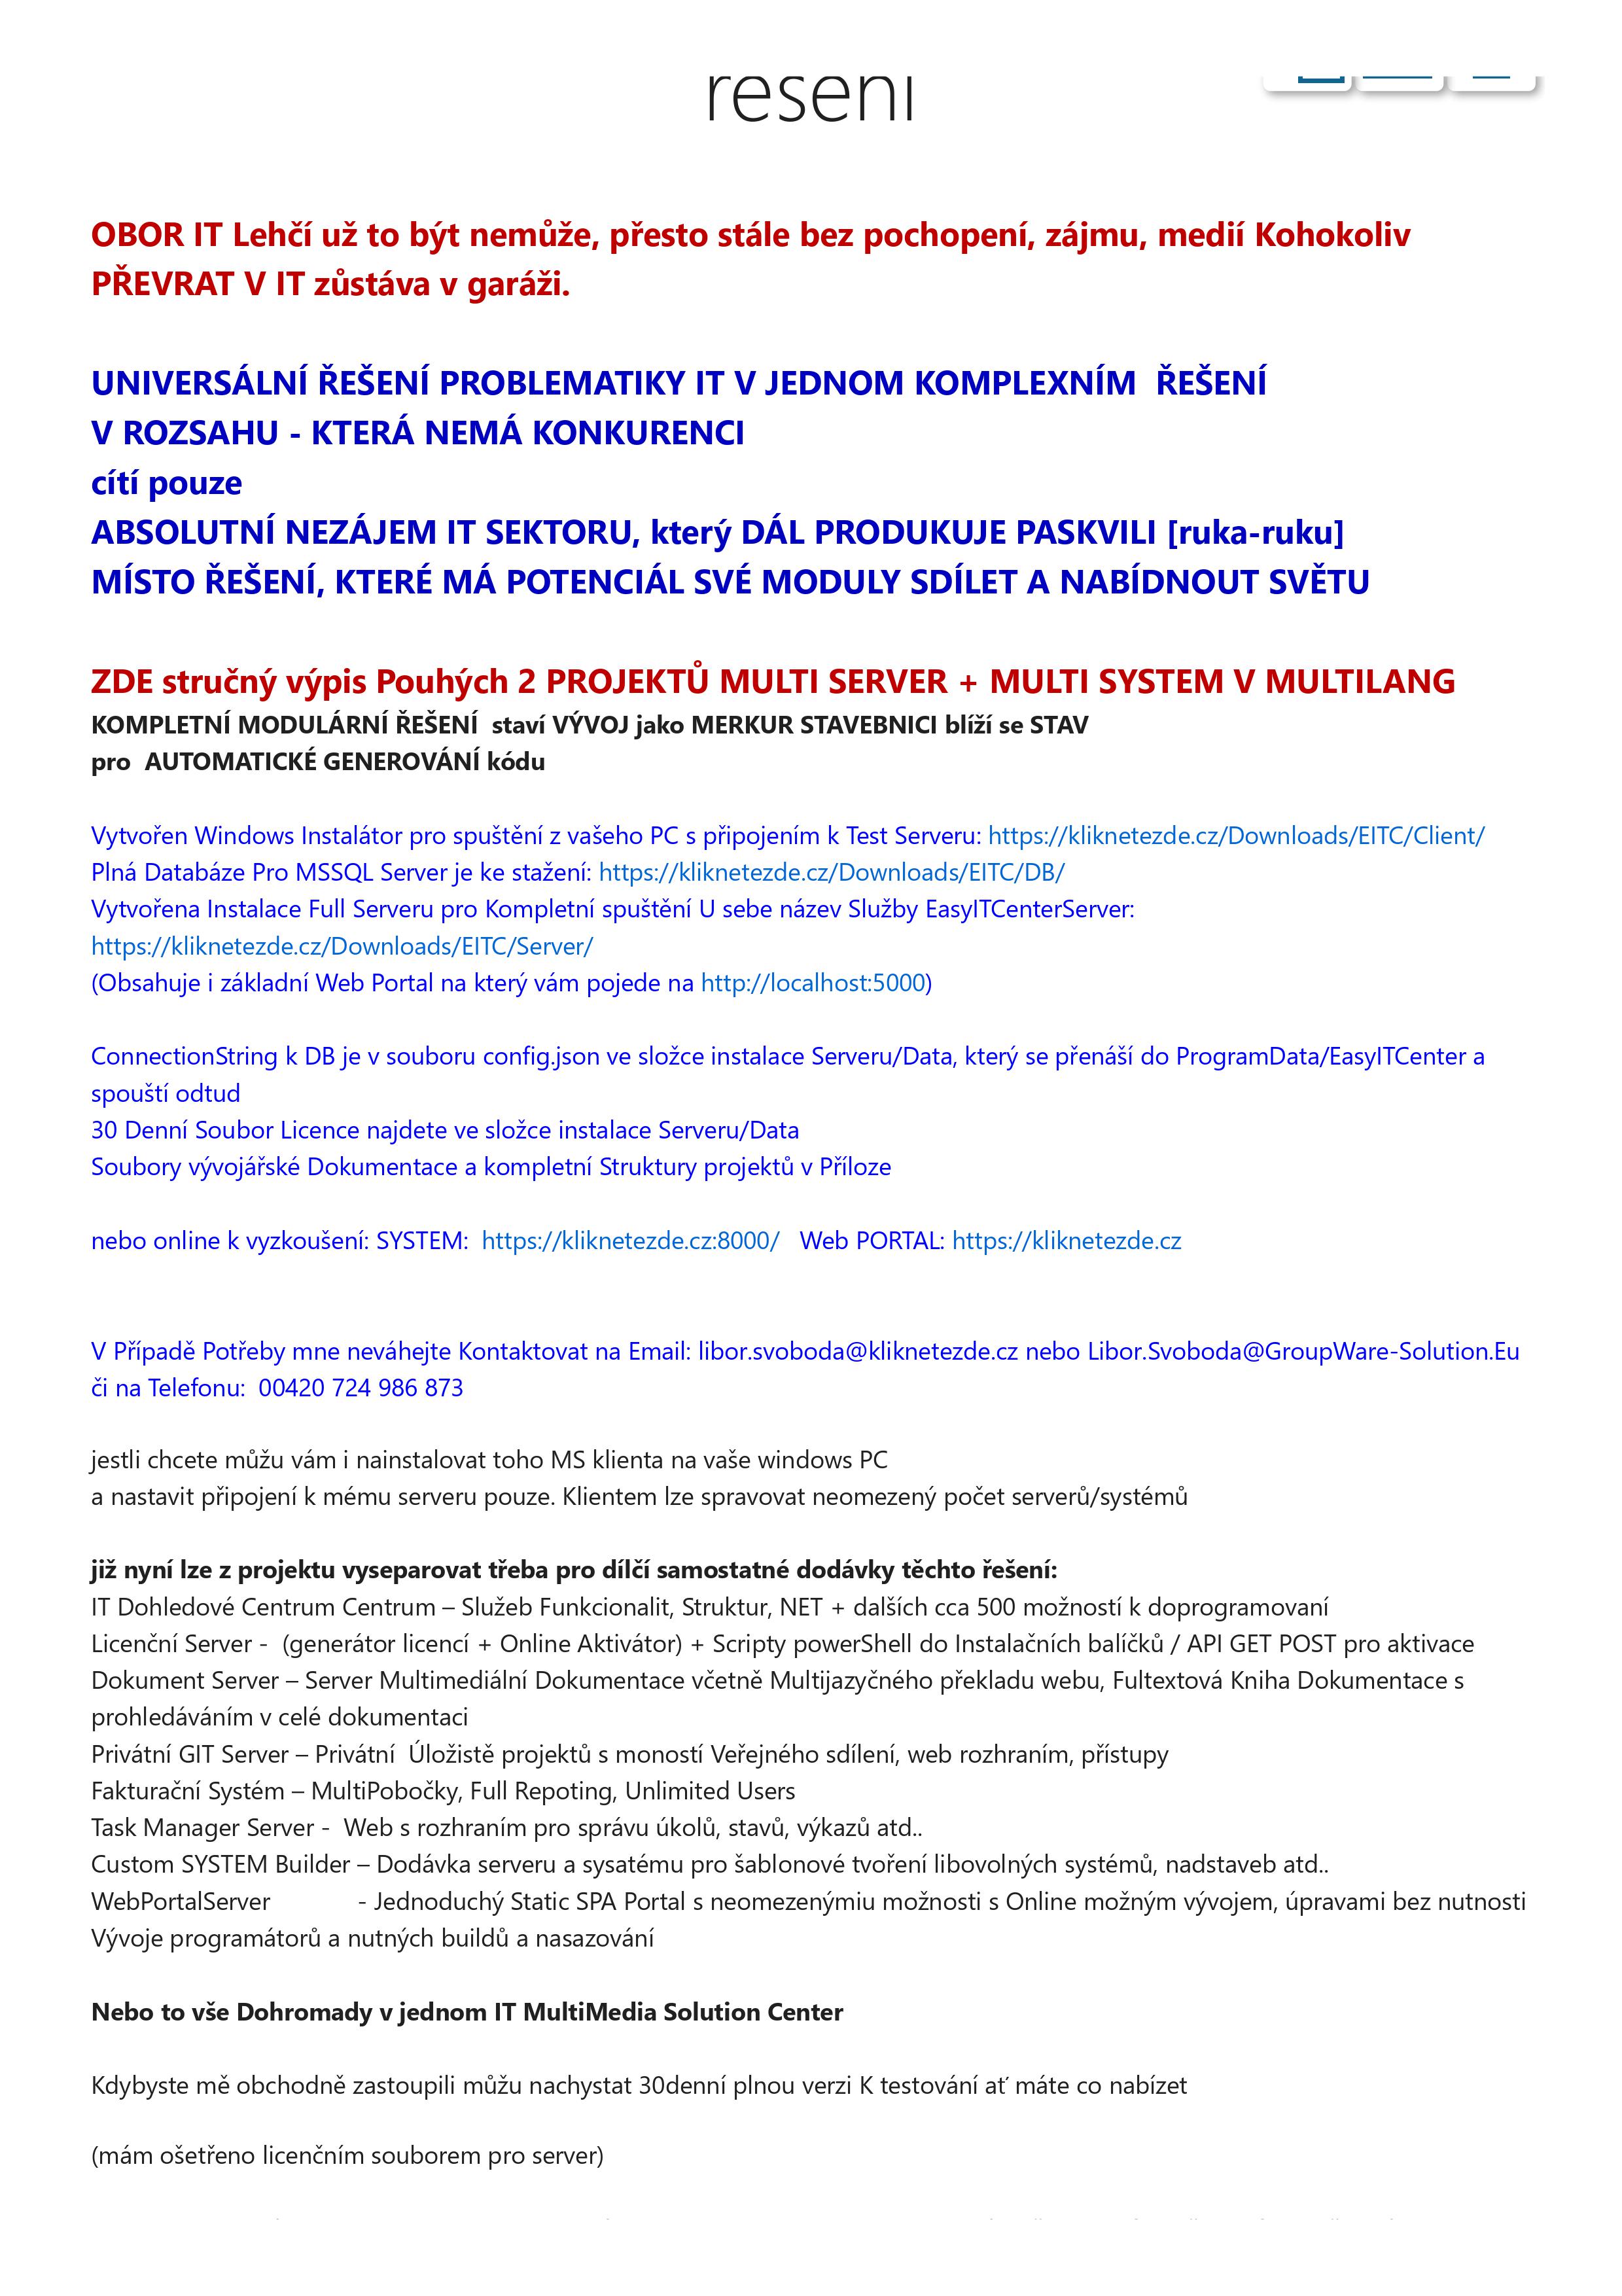 reseni
OBOR IT Lehčí už to být nemůže, přesto stále bez pochopení, zájmu, medií Kohokoliv
PŘEVRAT V IT zůstáva v garáži.
UNIVERSÁLNÍ ŘEŠENÍ PROBLEMATIKY IT V JEDNOM KOMPLEXNÍM  ŘEŠENÍ
V ROZSAHU - KTERÁ NEMÁ KONKURENCI
cítí pouze
ABSOLUTNÍ NEZÁJEM IT SEKTORU, který DÁL PRODUKUJE PASKVILI [ruka-ruku]
MÍSTO ŘEŠENÍ, KTERÉ MÁ POTENCIÁL SVÉ MODULY SDÍLET A NABÍDNOUT SVĚTU
ZDE stručný výpis Pouhých 2 PROJEKTŮ MULTI SERVER + MULTI SYSTEM V MULTILANG
KOMPLETNÍ MODULÁRNÍ ŘEŠENÍ  staví VÝVOJ jako MERKUR STAVEBNICI blíží se STAV
pro  AUTOMATICKÉ GENEROVÁNÍ kódu
Vytvořen Windows Instalátor pro spuštění z vašeho PC s připojením k Test Serveru: https://kliknetezde.cz/Downloads/EITC/Client/
Plná Databáze Pro MSSQL Server je ke stažení: https://kliknetezde.cz/Downloads/EITC/DB/
Vytvořena Instalace Full Serveru pro Kompletní spuštění U sebe název Služby EasyITCenterServer:
https://kliknetezde.cz/Downloads/EITC/Server/
(Obsahuje i základní Web Portal na který vám pojede na http://localhost:5000)
ConnectionString k DB je v souboru config.json ve složce instalace Serveru/Data, který se přenáší do ProgramData/EasyITCenter a
spouští odtud
30 Denní Soubor Licence najdete ve složce instalace Serveru/Data
Soubory vývojářské Dokumentace a kompletní Struktury projektů v Příloze
nebo online k vyzkoušení: SYSTEM:  https://kliknetezde.cz:8000/   Web PORTAL: https://kliknetezde.cz
V Případě Potřeby mne neváhejte Kontaktovat na Email: libor.svoboda@kliknetezde.cz nebo Libor.Svoboda@GroupWare-Solution.Eu
či na Telefonu:  00420 724 986 873
jestli chcete můžu vám i nainstalovat toho MS klienta na vaše windows PC
a nastavit připojení k mému serveru pouze. Klientem lze spravovat neomezený počet serverů/systémů
již nyní lze z projektu vyseparovat třeba pro dílčí samostatné dodávky těchto řešení:
IT Dohledové Centrum Centrum – Služeb Funkcionalit, Struktur, NET + dalších cca 500 možností k doprogramovaní
Licenční Server -  (generátor licencí + Online Aktivátor) + Scripty powerShell do Instalačních balíčků / API GET POST pro aktivace
Dokument Server – Server Multimediální Dokumentace včetně Multijazyčného překladu webu, Fultextová Kniha Dokumentace s
prohledáváním v celé dokumentaci
Privátní GIT Server – Privátní  Úložistě projektů s moností Veřejného sdílení, web rozhraním, přístupy
Fakturační Systém – MultiPobočky, Full Repoting, Unlimited Users
Task Manager Server -  Web s rozhraním pro správu úkolů, stavů, výkazů atd..
Custom SYSTEM Builder – Dodávka serveru a sysatému pro šablonové tvoření libovolných systémů, nadstaveb atd..
WebPortalServer            - Jednoduchý Static SPA Portal s neomezenýmiu možnosti s Online možným vývojem, úpravami bez nutnosti
Vývoje programátorů a nutných buildů a nasazování
Nebo to vše Dohromady v jednom IT MultiMedia Solution Center
Kdybyste mě obchodně zastoupili můžu nachystat 30denní plnou verzi K testování ať máte co nabízet
(mám ošetřeno licenčním souborem pro server)